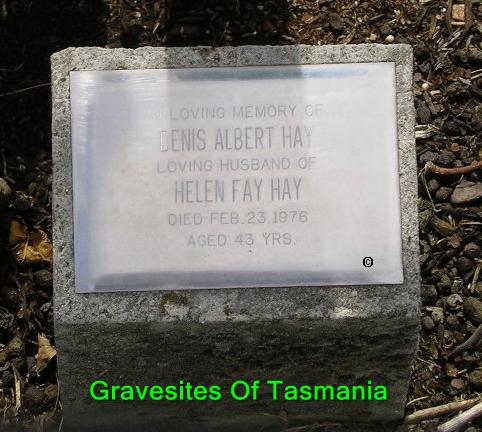 IN LOVING MEMORY OF
DENIS ALBERT HAY
LOVING HUSBAND OF
HELEN FAY HAY
DIED FEB. 23. 1976
AGED 43 YRS.
©
Gravesites Of Tasmania